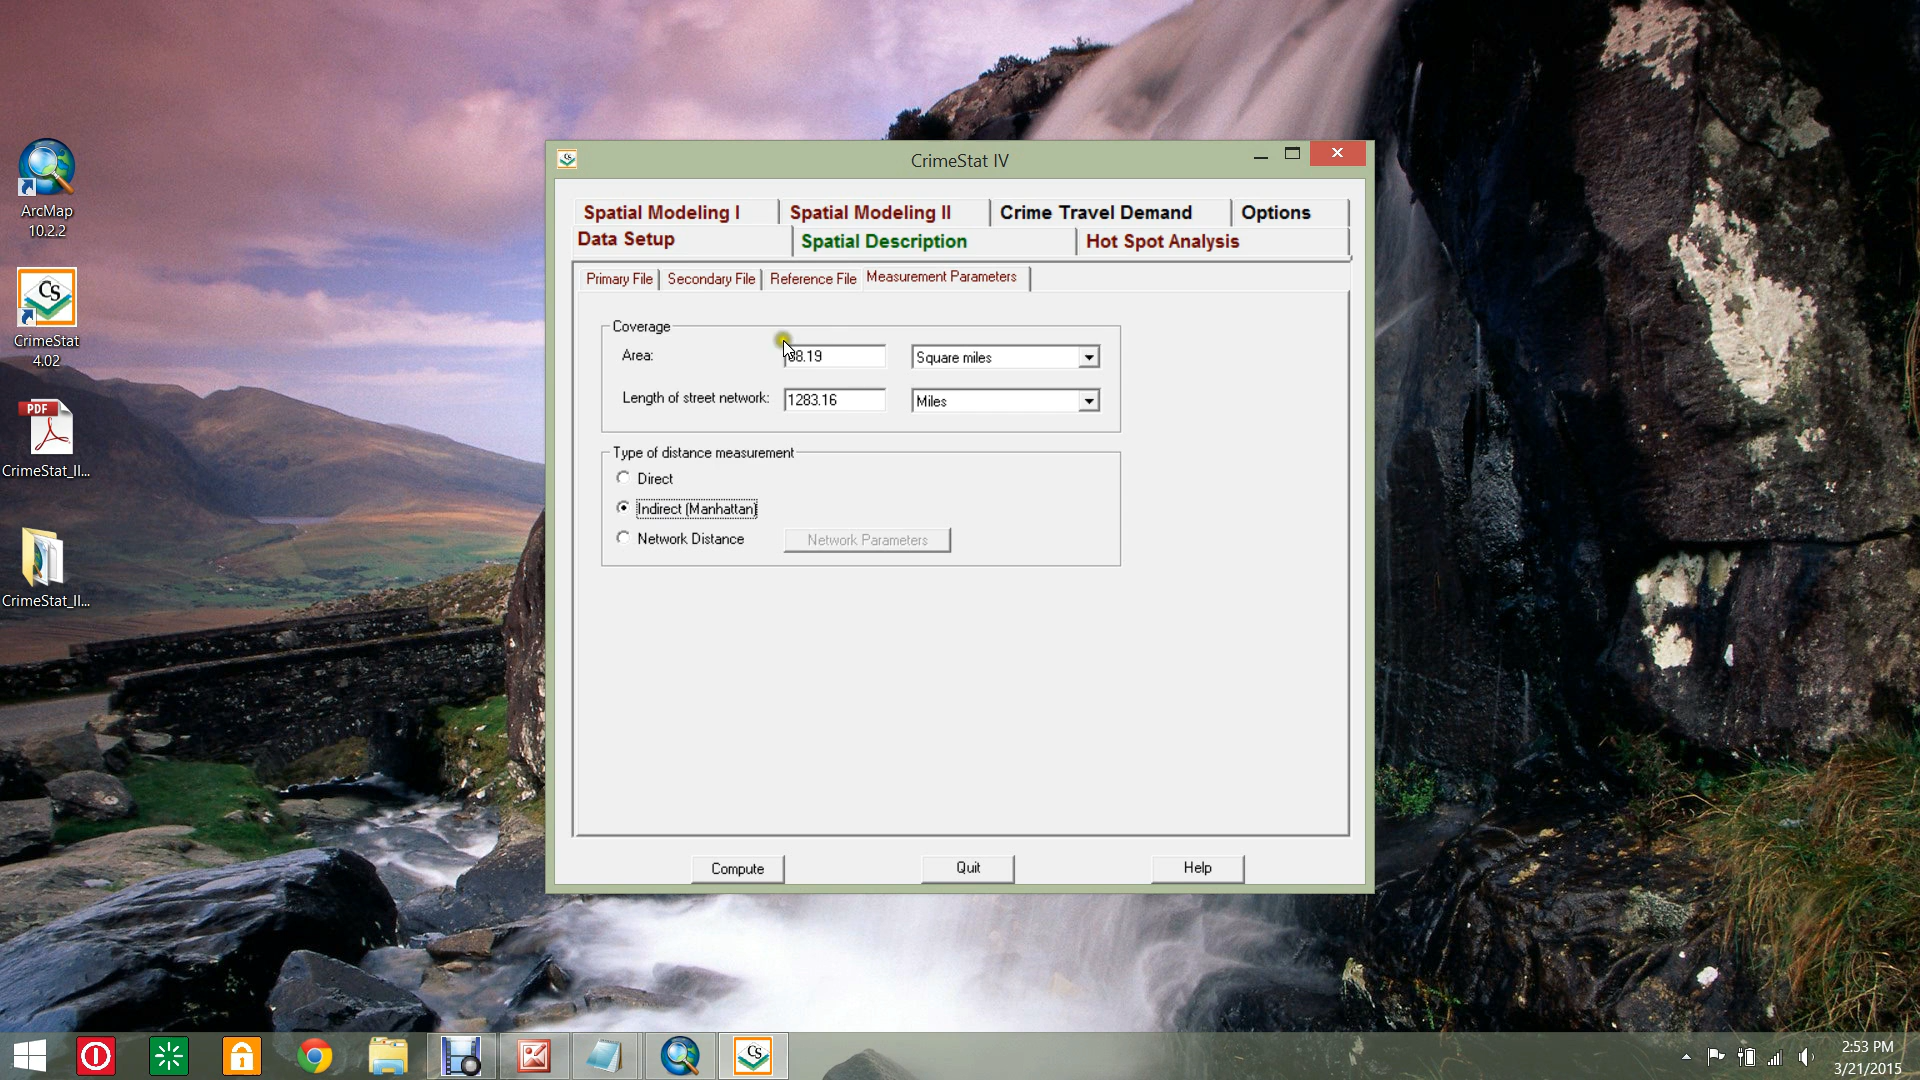 ArcMap
10.2.2
CrimeStat
4.02
PDF
CrimeStat_II...
CrimeStat_II...
CrimeStat IV
Spatial Modeling I
Spatial Modeling II
Crime Travel Demand
Options
Data Setup
Spatial Description
Hot Spot Analysis
Primary File
Secondary File
Reference File
Measurement Parameters
Coverage
Area:
Square miles
Length of street network:
1283.16
Miles
Type of distance measurement
Direct
Indirect (Manhattan)
Network Distance
Network Parameters
Compute
Quit
Help
2:53 PM
3/21/2015